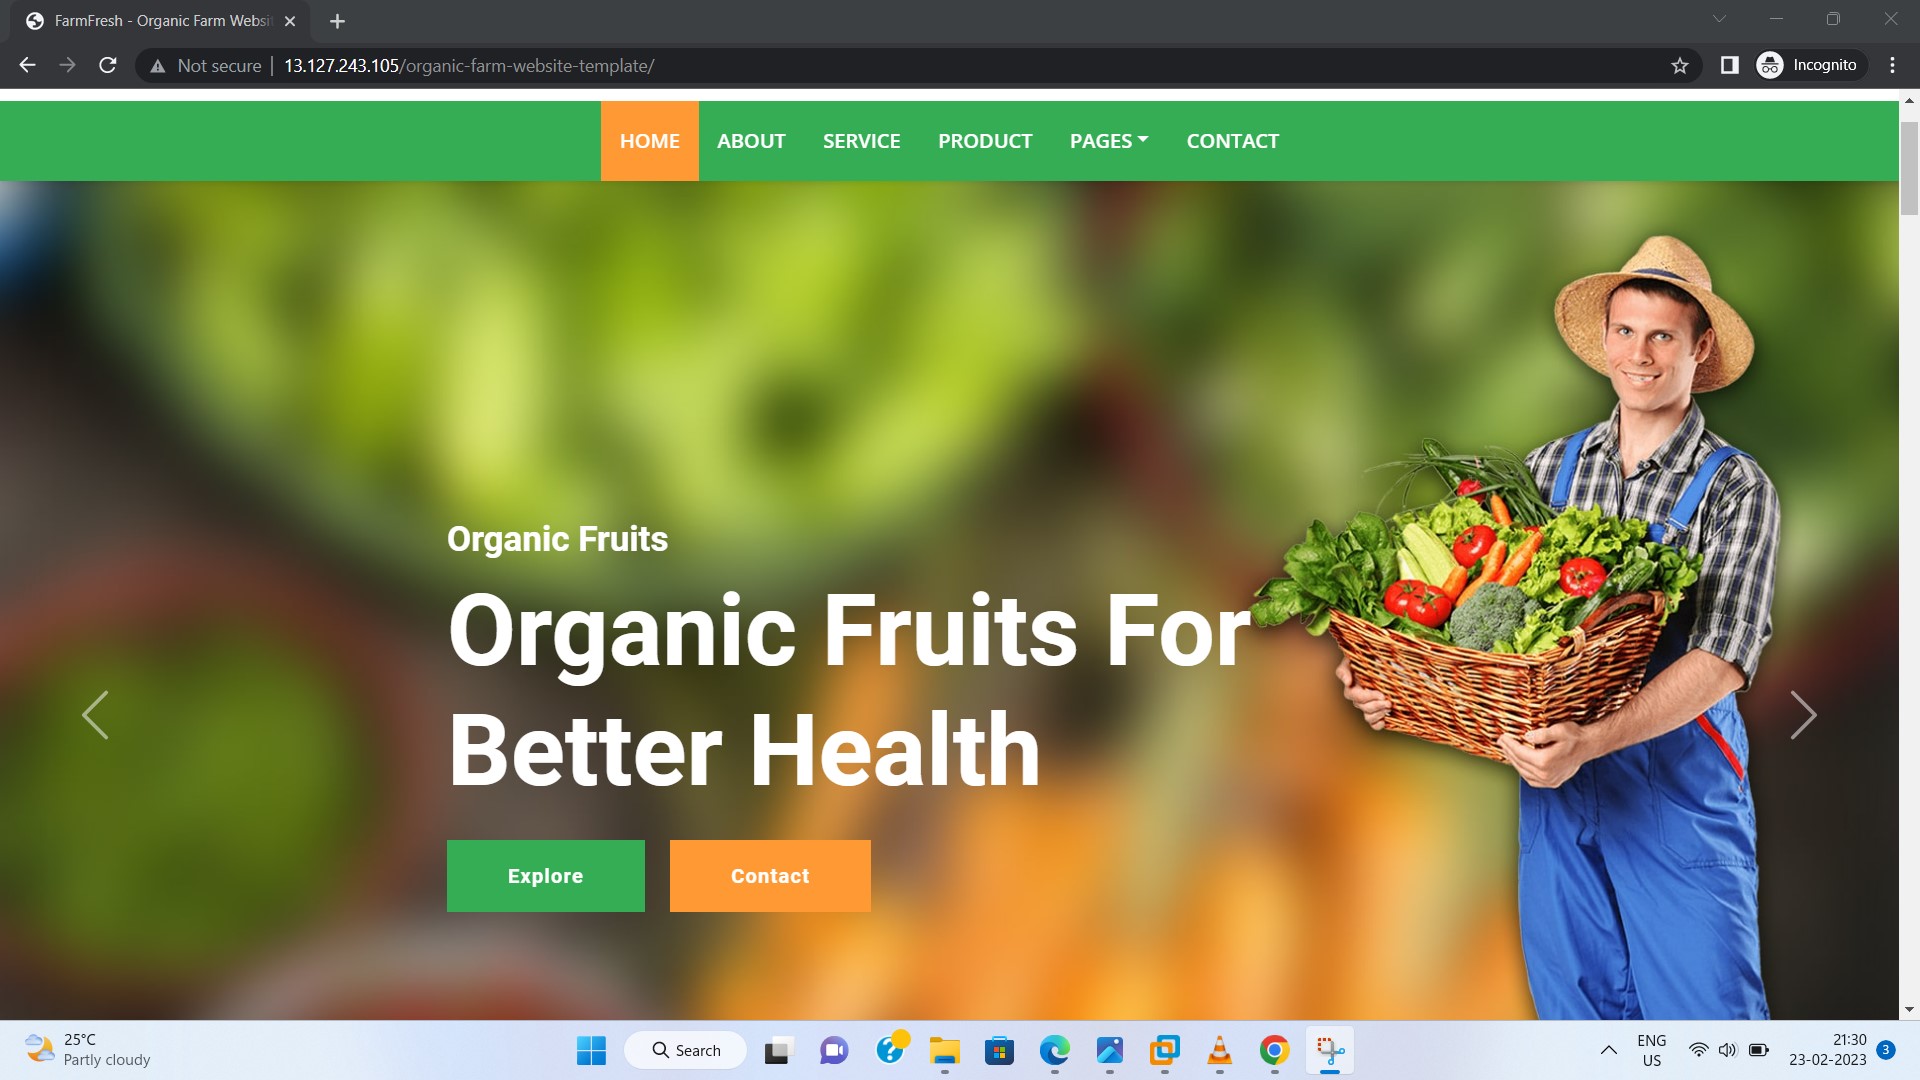 FarmFresh - Organic Farm Websi
Not secure
13.127.243.105/organic-farm-website-template/
Incognito
HOME
ABOUT
SERVICE
PRODUCT
PAGES
CONTACT
Organic Fruits
Organic Fruits For
Better Health
Explore
Contact
25°C
Partly cloudy
Search
ENG
US
21:30
23-02-2023
3